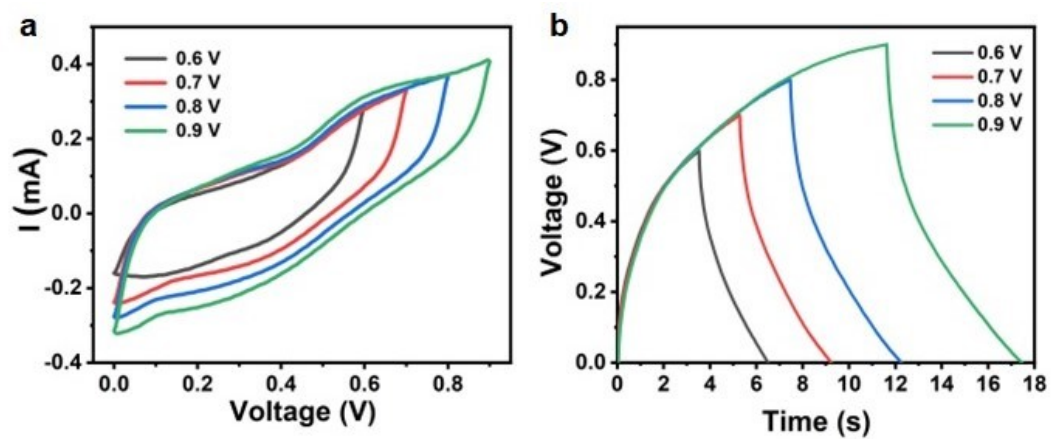 a
0.6 V
0.7 V
0.8 V
0.9 V
I (mA)
0.4
0.2
0.0
-0.2
-0.4
0.0 0.2 0.4 0.6 0.8
Voltage (V)
b
0.6 V
0.7 V
0.8 V
0.9 V
Voltage (V)
0.8
0.6
0.4
0.2
0.0
0 2 4 6 8 10 12 14 16 18
Time (s)